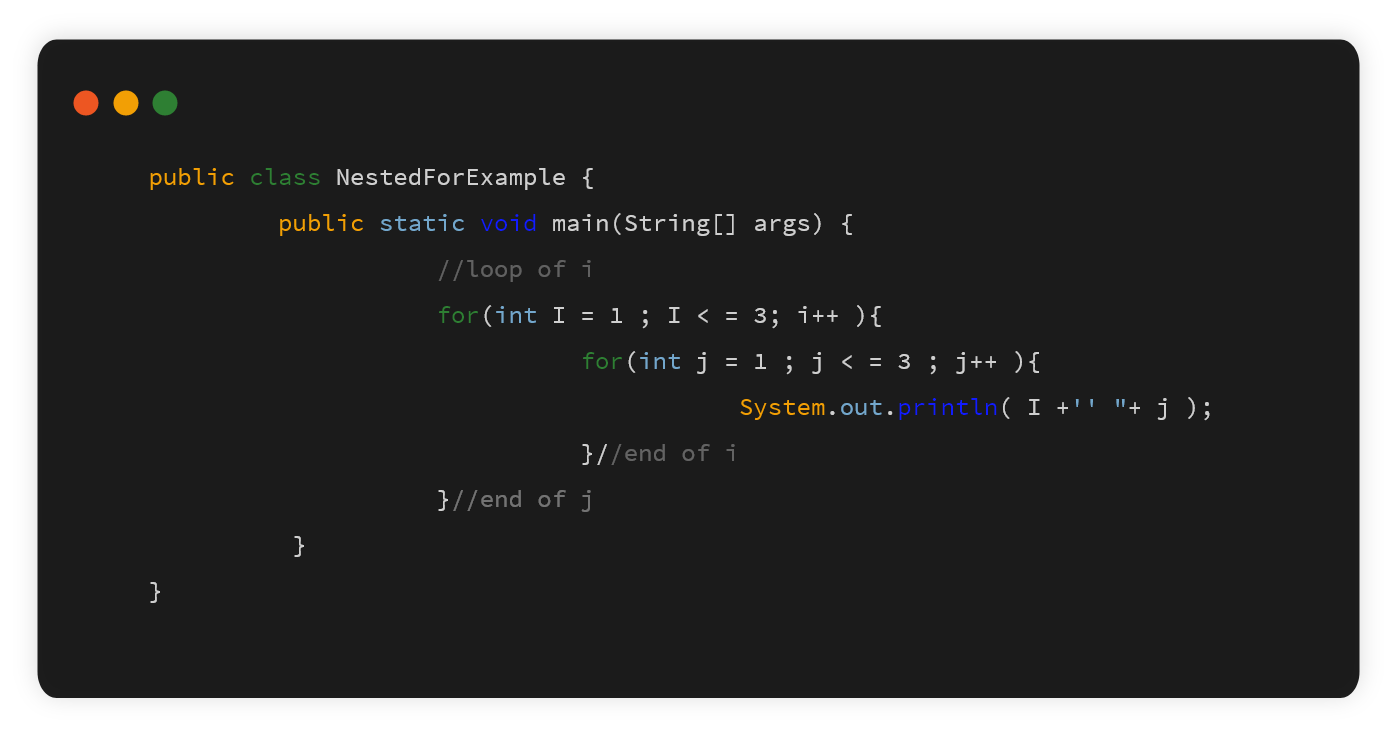 public class NestedForExample {
public static void main(String[] args) {
//loop of i
for(int I = 1 ; I < = 3; i++ ){
for(int j = 1 ; j < = 3 ; j++ ){
System.out.println( I +'' "+ j );
}//end of i
}//end of j
}
}